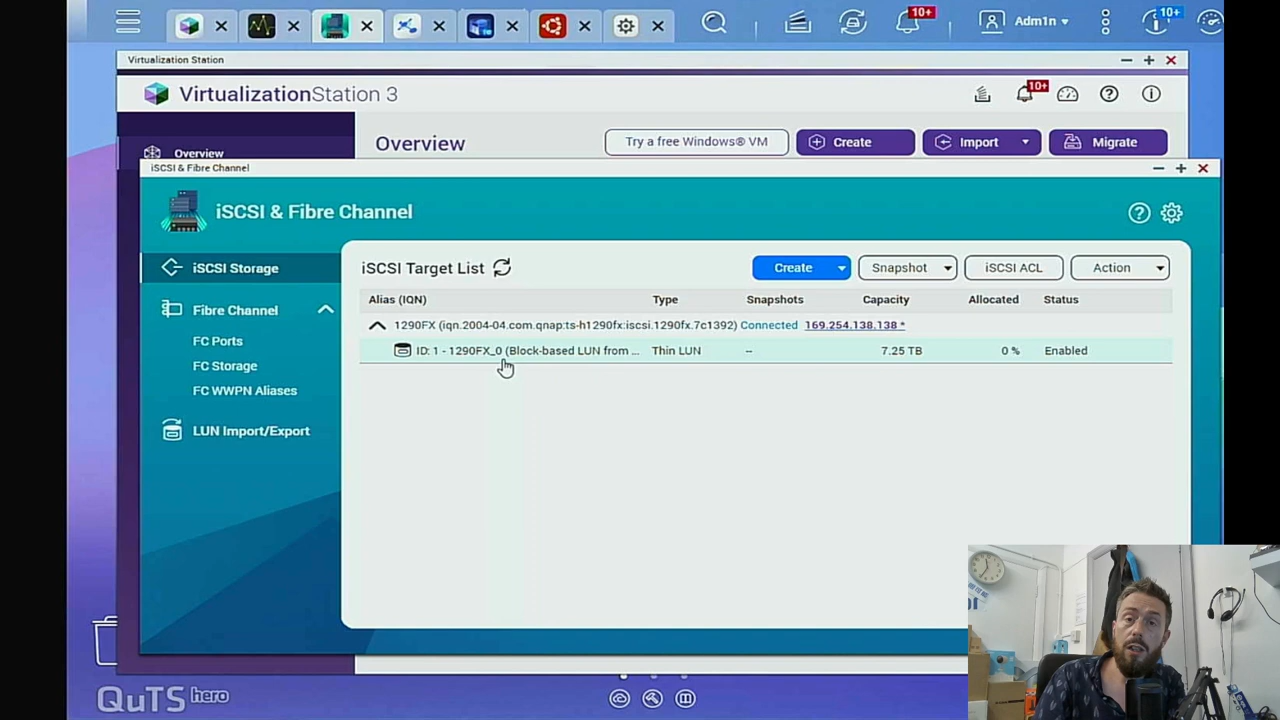 10+
Adm1n
10+
Virtualization Station
VirtualizationStation 3
10+
Overview
Overview
Try a free Windows® VM
Create
Import
Migrate
iSCSI & Fibre Channel
iSCSI & Fibre Channel
iSCSI Storage
Fibre Channel
FC Ports
FC Storage
FC WWPN Aliases
LUN Import/Export
iSCSI Target List
Create
Snapshot
iSCSI ACL
Action
Alias (IQN) Type Snapshots Capacity Allocated Status
1290FX (iqn.2004-04.com.qnap:ts-h1290fx:iscsi.1290fx.7c1392) Connected 169.254.138.138 *
ID: 1 - 1290FX_0 (Block-based LUN from ... Thin LUN -- 7.25 TB 0 % Enabled
QuTS hero